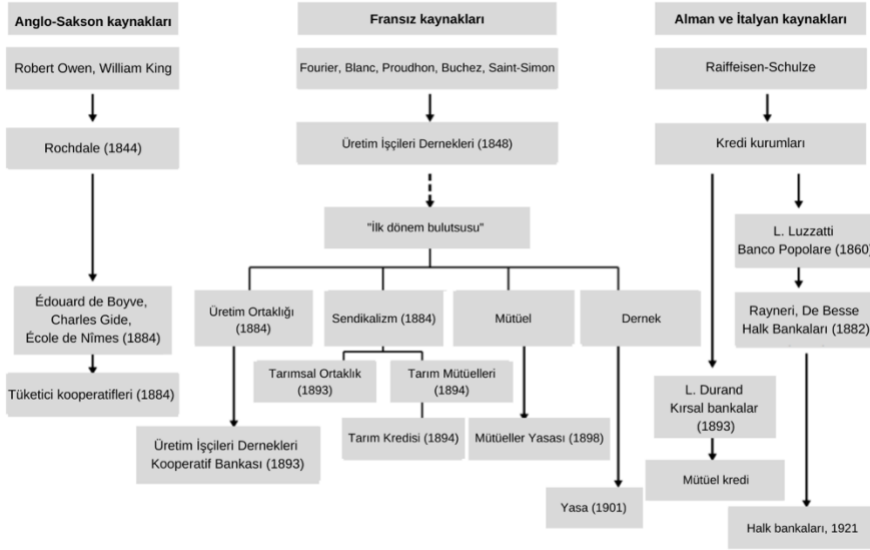 Anglo-Sakson kaynakları
Fransız kaynakları
Alman ve İtalyan kaynakları
Robert Owen, William King
Fourier, Blanc, Proudhon, Buchez, Saint-Simon
Raiffeisen-Schulze
Rochdale (1844)
Üretim İşçileri Dernekleri (1848)
Kredi kurumları
"İlk dönem bulutsusu"
L. Luzzatti
Banco Popolare (1860)
Édouard de Boyve,
Charles Gide,
École de Nîmes (1884)
Üretim Ortaklığı
(1884)
Sendikalizm (1884)
Mütüel
Dernek
Rayneri, De Besse
Halk Bankaları (1882)
Tüketici kooperatifleri (1884)
Tarımsal Ortaklık
(1893)
Tarım Mütüelleri
(1894)
L. Durand
Kırsal bankalar
(1893)
Üretim İşçileri Dernekleri
Kooperatif Bankası (1893)
Tarım Kredisi (1894)
Mütüeller Yasası (1898)
Mütüel kredi
Yasa (1901)
Halk bankaları, 1921